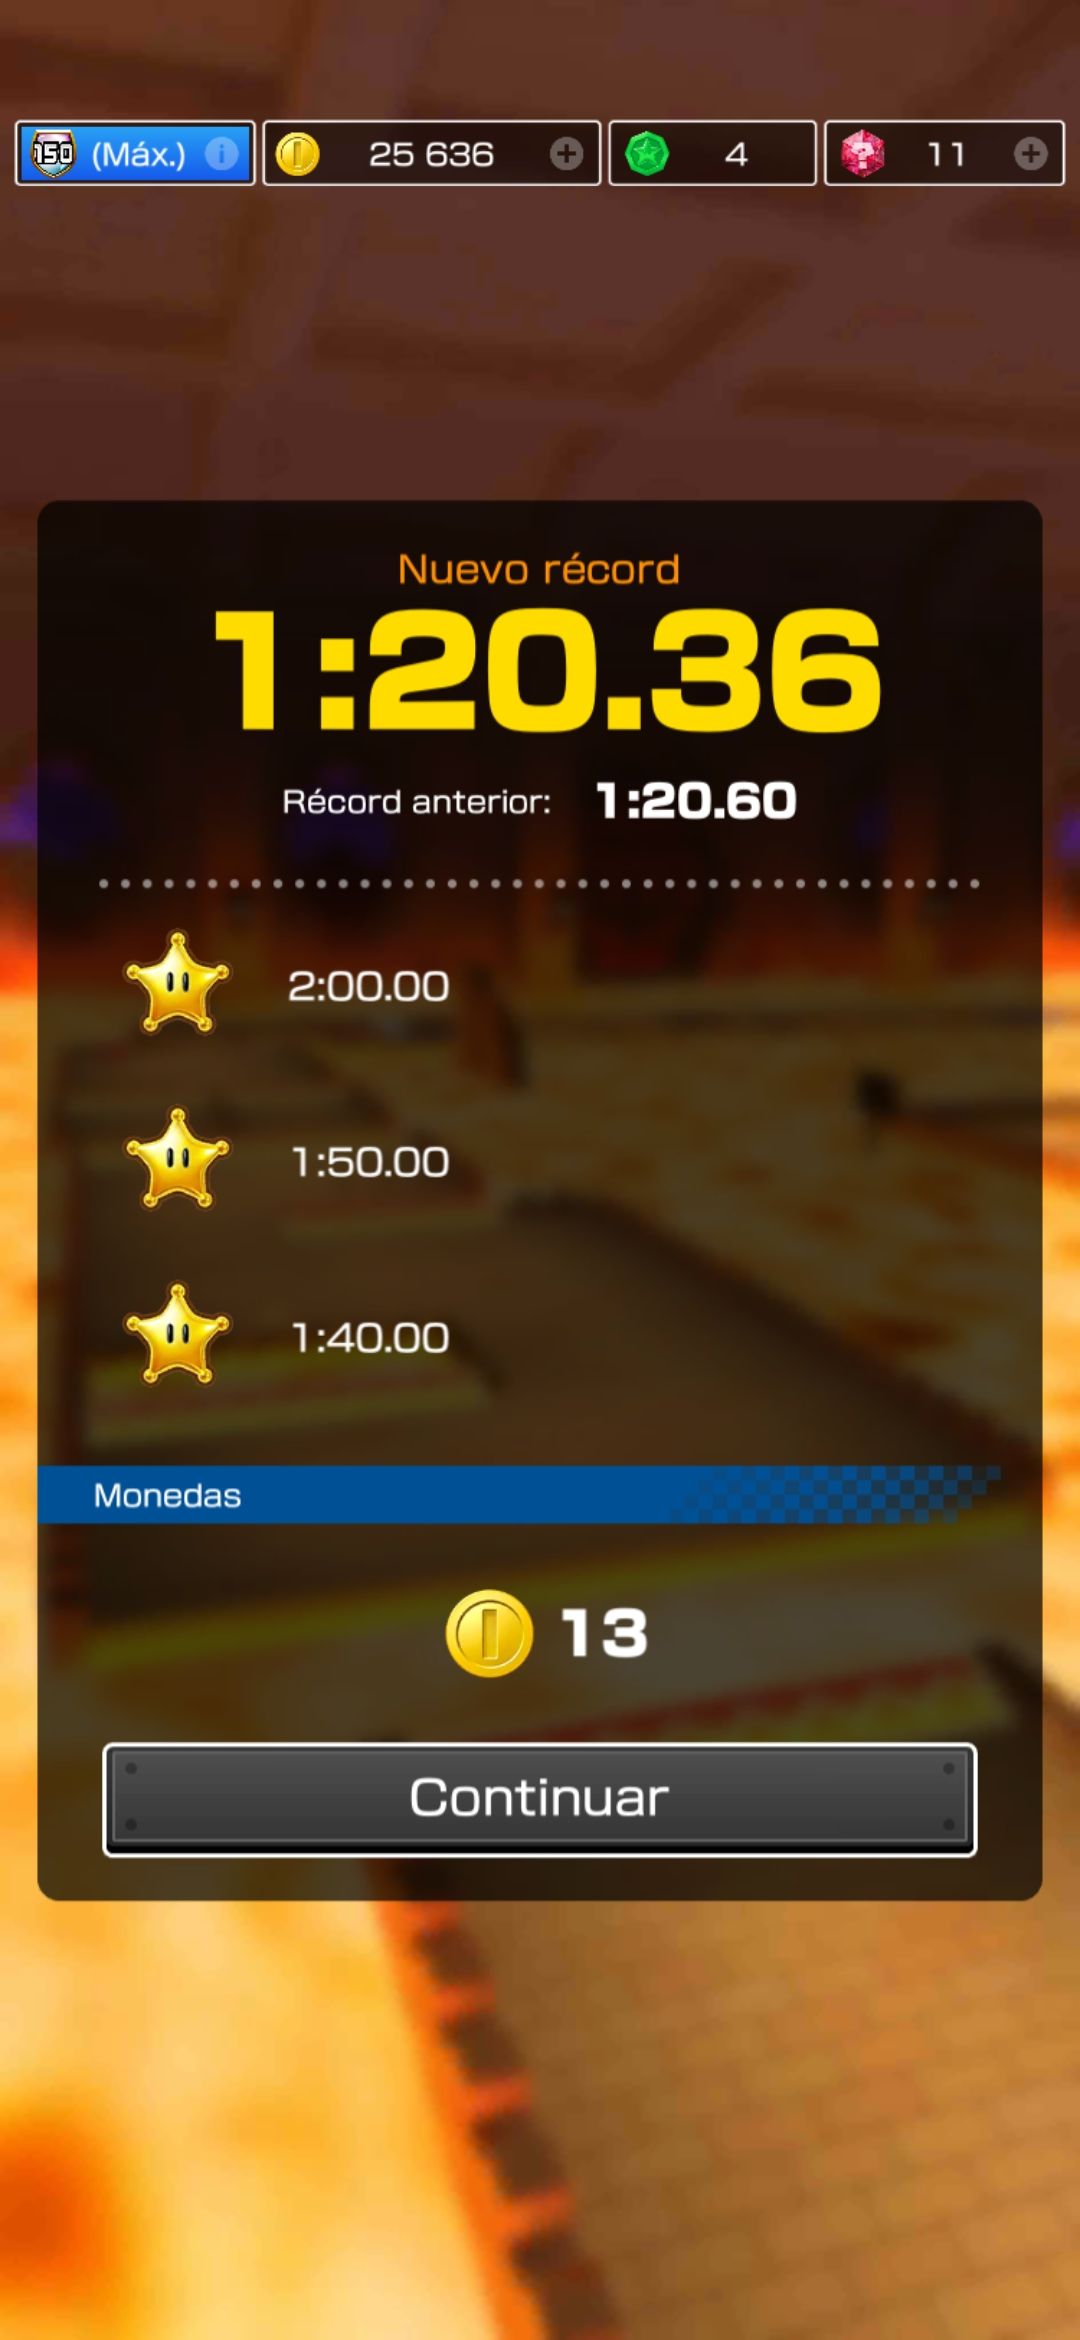 150 (Máx.) i 25 636 + 4 ? 11 +
Nuevo récord
1:20.36
Récord anterior: 1:20.60
2:00.00
1:50.00
1:40.00
Monedas
13
Continuar